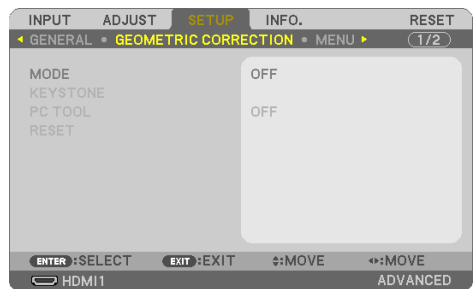 INPUT ADJUST SETUP INFO. RESET
◀ GENERAL • GEOMETRIC CORRECTION • MENU ▶ 1/2
MODE OFF
KEYSTONE
PC TOOL OFF
RESET
ENTER :SELECT EXIT :EXIT ⬍:MOVE ⬌:MOVE
HDMI1 ADVANCED